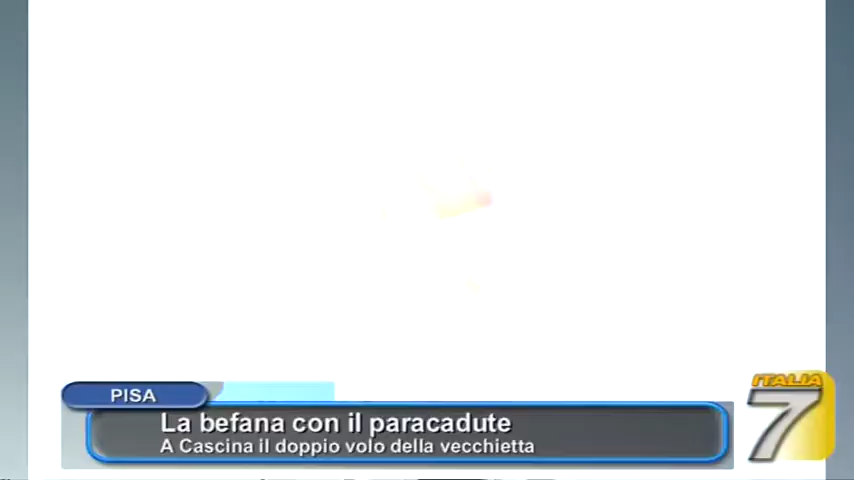 PISA
La befana con il paracadute
A Cascina il doppio volo della vecchietta
ITALIA
7